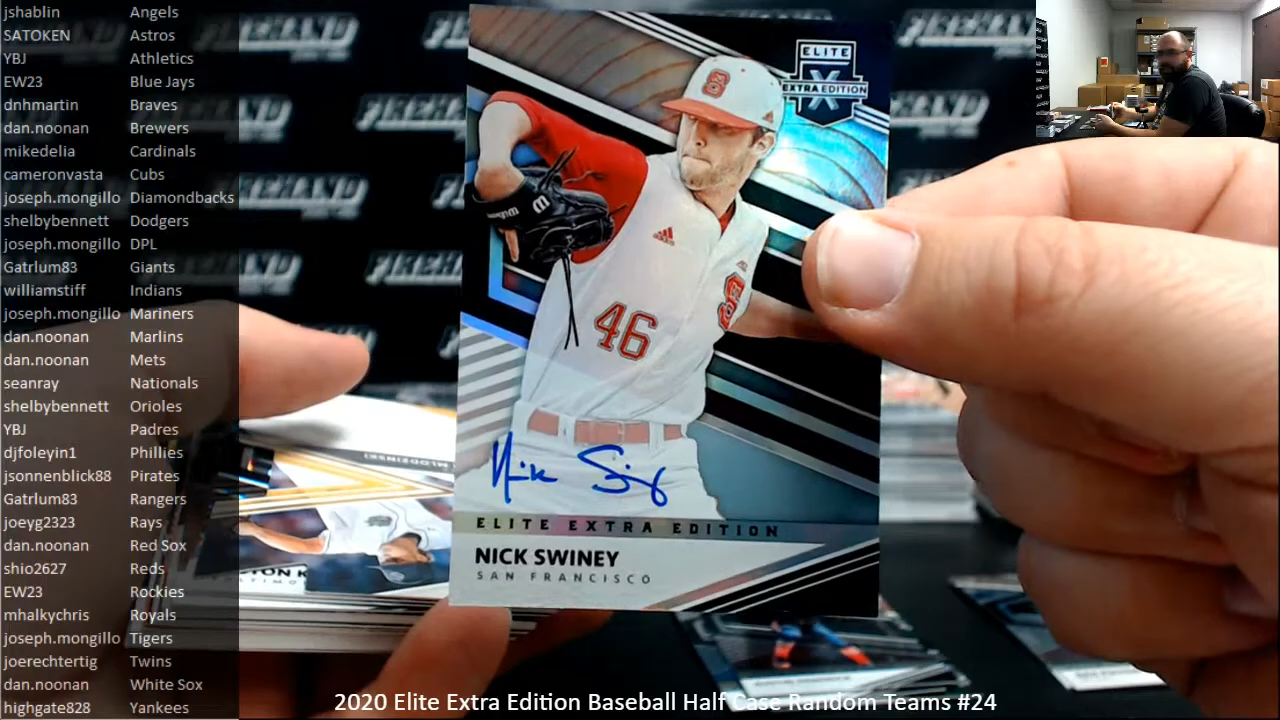 jshablin Angels
SATOKEN Astros
YBJ Athletics
EW23 Blue Jays
dnhmartin Braves
dan.noonan Brewers
mikedelia Cardinals
cameronvasta Cubs
joseph.mongillo Diamondbacks
shelbybennett Dodgers
joseph.mongillo DPL
Gatrlum83 Giants
williamstiff Indians
joseph.mongillo Mariners
dan.noonan Marlins
dan.noonan Mets
seanray Nationals
shelbybennett Orioles
YBJ Padres
djfoleyin1 Phillies
jsonnenblick88 Pirates
Gatrlum83 Rangers
joeyg2323 Rays
dan.noonan Red Sox
shio2627 Reds
EW23 Rockies
mhalkychris Royals
joseph.mongillo Tigers
joerechtertig Twins
dan.noonan White Sox
highgate828 Yankees
FIREHAND
ELITE
EXTRA EDITION
X
S
Wilson
46
S
Nick Swiney
ELITE EXTRA EDITION
NICK SWINEY
SAN FRANCISCO
2020 Elite Extra Edition Baseball Half Case Random Teams #24